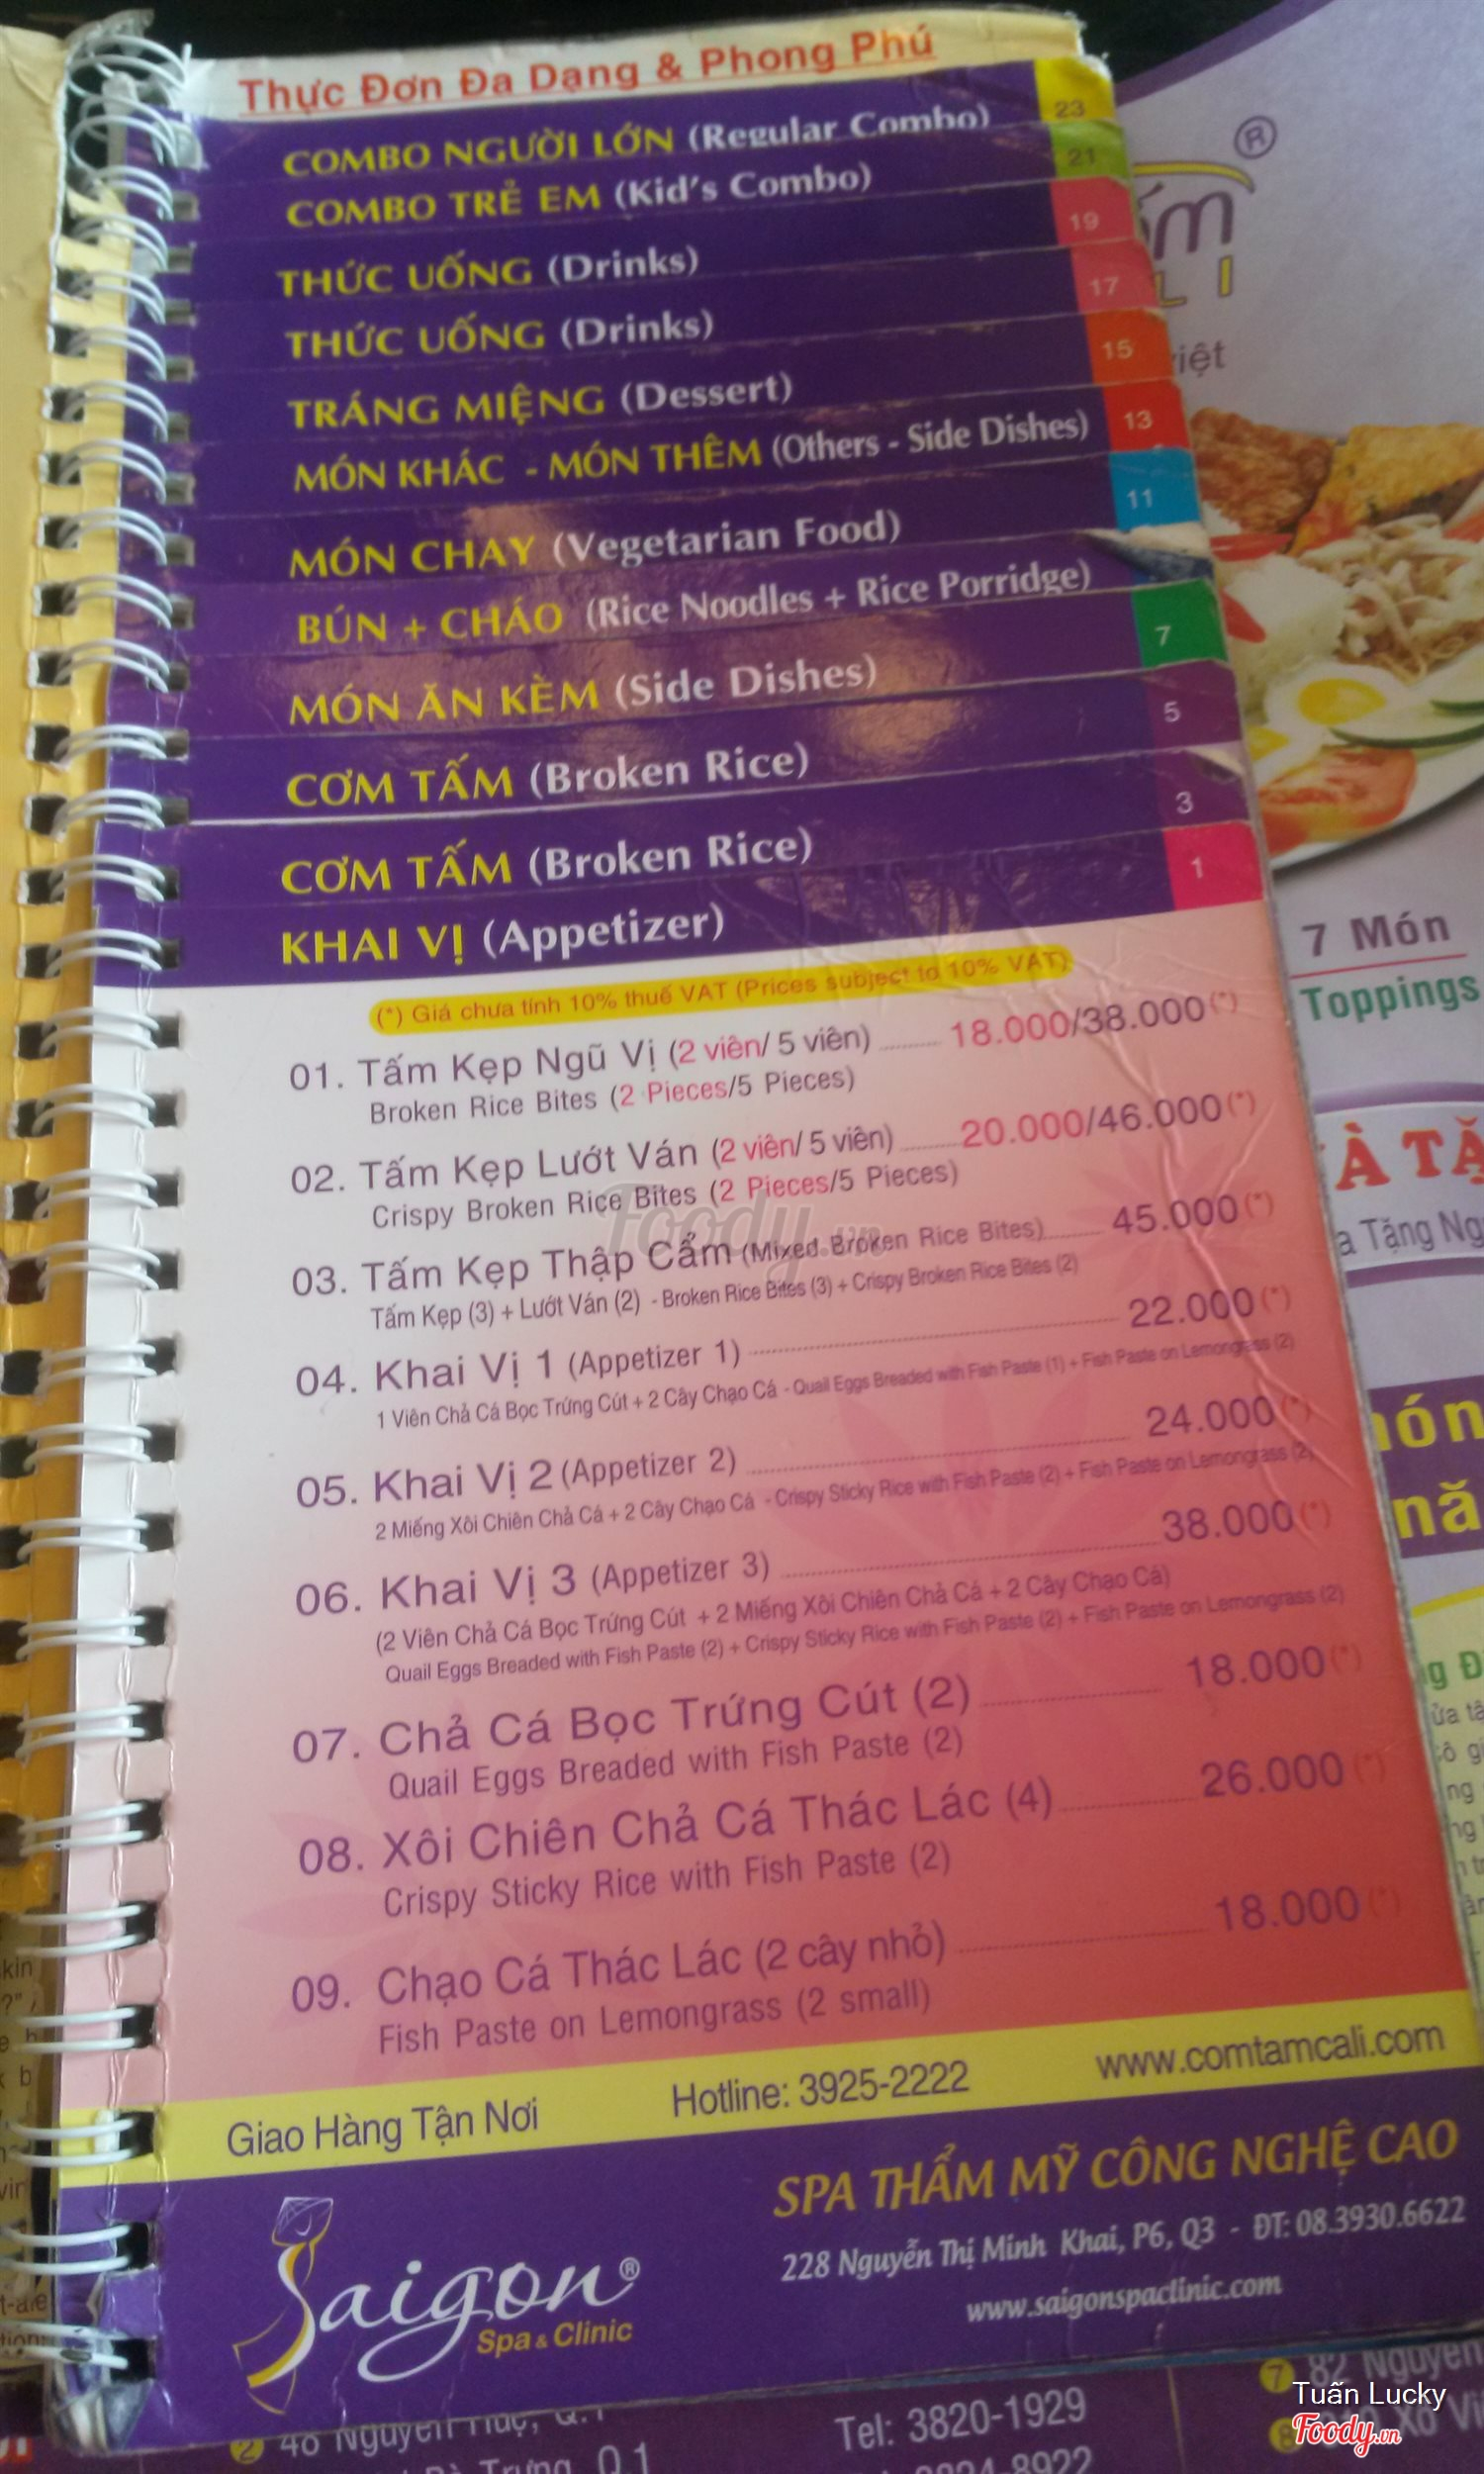 Thực Đơn Đa Dạng & Phong Phú
COMBO NGƯỜI LỚN (Regular Combo) 23
COMBO TRẺ EM (Kid's Combo) 21
THỨC UỐNG (Drinks) 19
THỨC UỐNG (Drinks) 17
TRÁNG MIỆNG (Dessert) 15
MÓN KHÁC - MÓN THÊM (Others - Side Dishes) 13
MÓN CHAY (Vegetarian Food) 11
BÚN + CHÁO (Rice Noodles + Rice Porridge)
MÓN ĂN KÈM (Side Dishes) 7
CƠM TẤM (Broken Rice) 5
CƠM TẤM (Broken Rice) 3
KHAI VỊ (Appetizer) 1
(*) Giá chưa tính 10% thuế VAT (Prices subject to 10% VAT)
01. Tấm Kẹp Ngũ Vị (2 viên/ 5 viên) 18.000/38.000(*)
Broken Rice Bites (2 Pieces/5 Pieces)
02. Tấm Kẹp Lướt Ván (2 viên/ 5 viên) 20.000/46.000(*)
Crispy Broken Rice Bites (2 Pieces/5 Pieces)
03. Tấm Kẹp Thập Cẩm (Mixed Broken Rice Bites) 45.000(*)
Tấm Kẹp (3) + Lướt Ván (2) - Broken Rice Bites (3) + Crispy Broken Rice Bites (2)
04. Khai Vị 1 (Appetizer 1) 22.000(*)
1 Viên Chả Cá Bọc Trứng Cút + 2 Cây Chạo Cá - Quail Eggs Breaded with Fish Paste (1) + Fish Paste on Lemongrass (2)
05. Khai Vị 2 (Appetizer 2) 24.000(*)
2 Miếng Xôi Chiên Chả Cá + 2 Cây Chạo Cá - Crispy Sticky Rice with Fish Paste (2) + Fish Paste on Lemongrass (2)
06. Khai Vị 3 (Appetizer 3) 38.000(*)
(2 Viên Chả Cá Bọc Trứng Cút + 2 Miếng Xôi Chiên Chả Cá + 2 Cây Chạo Cá)
Quail Eggs Breaded with Fish Paste (2) + Crispy Sticky Rice with Fish Paste (2) + Fish Paste on Lemongrass (2)
07. Chả Cá Bọc Trứng Cút (2) 18.000(*)
Quail Eggs Breaded with Fish Paste (2)
08. Xôi Chiên Chả Cá Thác Lác (4) 26.000(*)
Crispy Sticky Rice with Fish Paste (2)
09. Chạo Cá Thác Lác (2 cây nhỏ) 18.000(*)
Fish Paste on Lemongrass (2 small)
Giao Hàng Tận Nơi Hotline: 3925-2222 www.comtamcali.com
Saigon® Spa & Clinic
SPA THẨM MỸ CÔNG NGHỆ CAO
228 Nguyễn Thị Minh Khai, P6, Q3 - ĐT: 08.3930.6622
www.saigonspaclinic.com
7 Món
Toppings
Tel: 3820-1929
7 82 Nguyễn
Foody.vn
Tuấn Lucky
Foody.vn